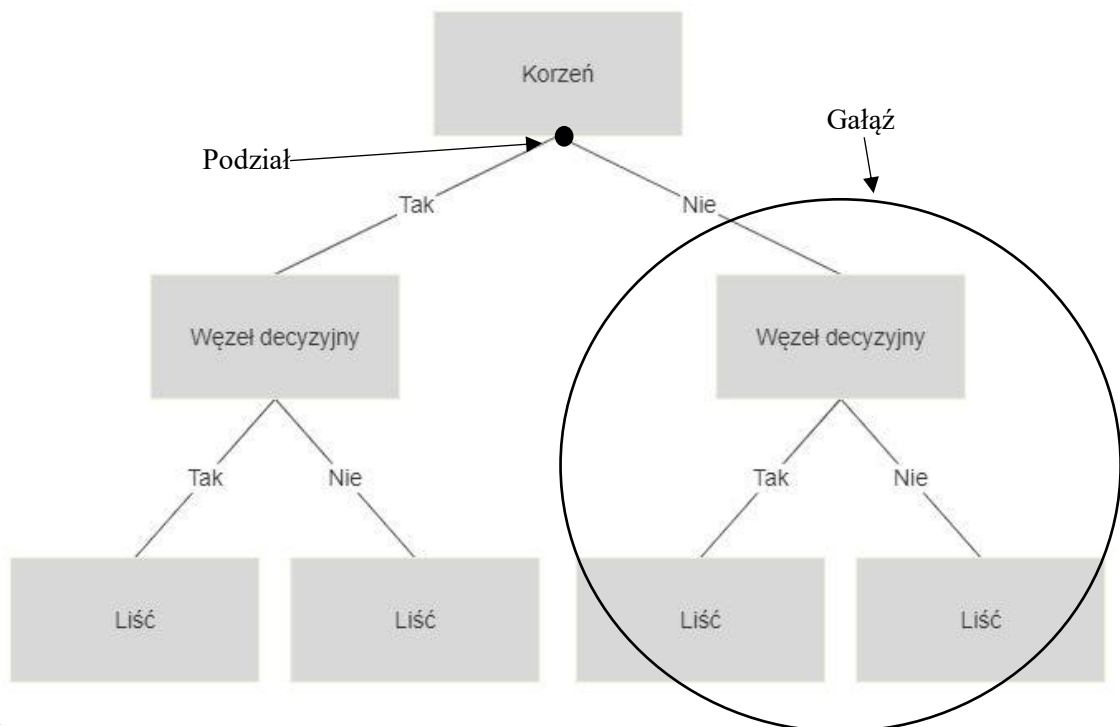 Korzeń
Gałąź
Podział
Tak
Nie
Węzeł decyzyjny
Węzeł decyzyjny
Tak
Nie
Tak
Nie
Liść
Liść
Liść
Liść